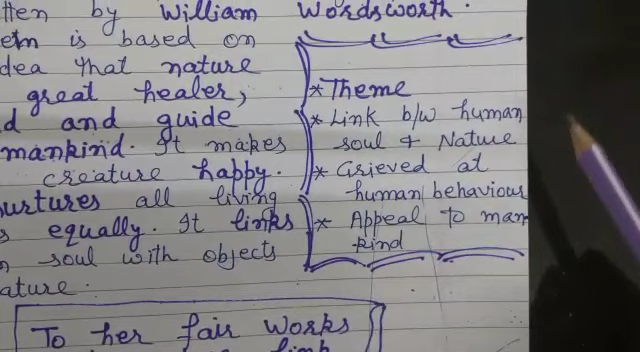 tten by William Wordsworth.
em is based on
dea that nature
great healer,
d and guide
mankind. It makes
creature happy.
nurtures all living
s equally. It links
soul with objects
ature.
* Theme
* Link b/w human
soul & Nature
* Grieved at
human behaviour
* Appeal to man
kind
To her fair works
link